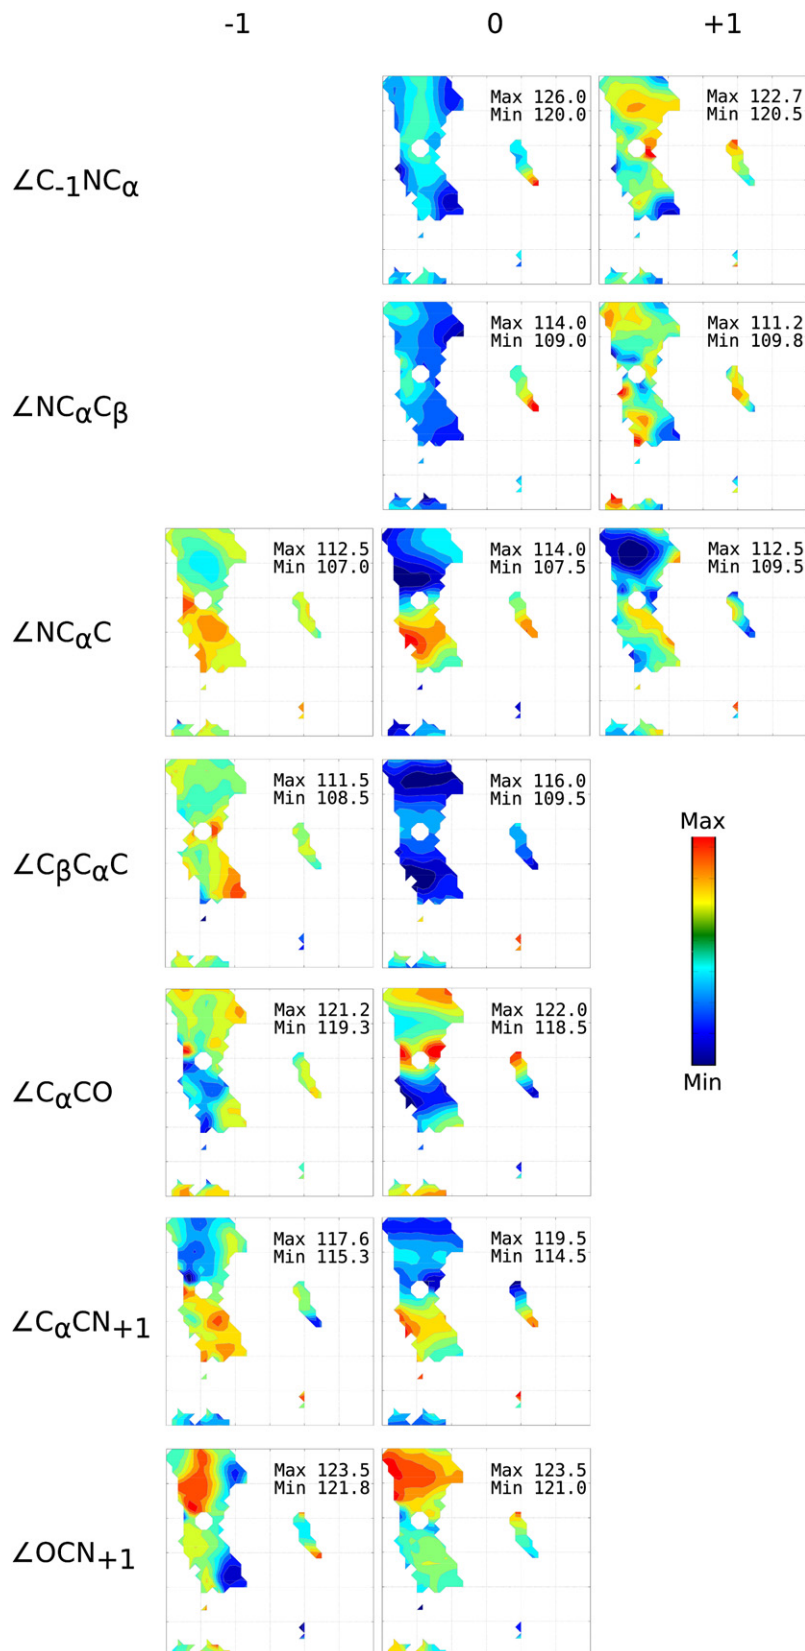 -1 0 +1
∠C-1NCα
Max 126.0
Min 120.0
Max 122.7
Min 120.5
∠NCαCβ
Max 114.0
Min 109.0
Max 111.2
Min 109.8
∠NCαC
Max 112.5
Min 107.0
Max 114.0
Min 107.5
Max 112.5
Min 109.5
∠CβCαC
Max 111.5
Min 108.5
Max 116.0
Min 109.5
Max
Min
∠CαCO
Max 121.2
Min 119.3
Max 122.0
Min 118.5
∠CαCN+1
Max 117.6
Min 115.3
Max 119.5
Min 114.5
∠OCN+1
Max 123.5
Min 121.8
Max 123.5
Min 121.0